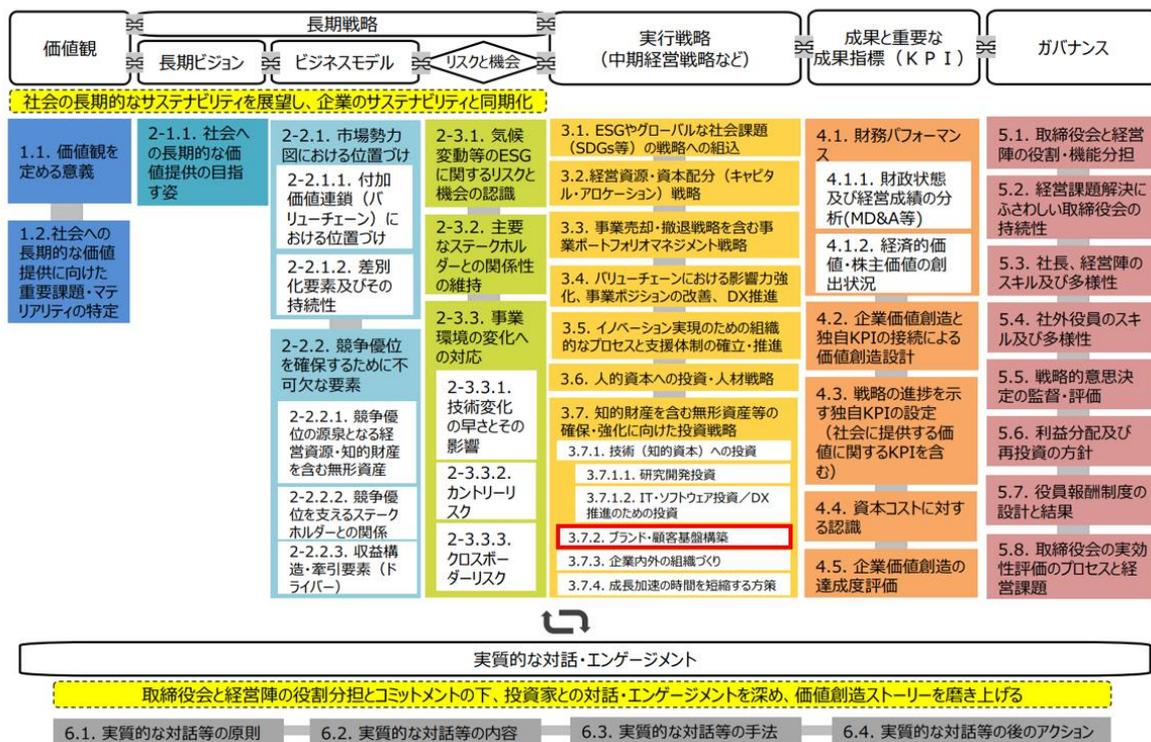 価値観
長期戦略
長期ビジョン
ビジネスモデル
リスクと機会
実行戦略
（中期経営戦略など）
成果と重要な
成果指標（ＫＰＩ）
ガバナンス
社会の長期的なサステナビリティを展望し、企業のサステナビリティと同期化
1.1. 価値観を
定める意義
1.2.社会への
長期的な価値
提供に向けた
重要課題・マテ
リアリティの特定
2-1.1. 社会へ
の長期的な価
値提供の目指
す姿
2-2.1. 市場勢力
図における位置づけ
2-2.1.1. 付加
価値連鎖（バ
リューチェーン）に
おける位置づけ
2-2.1.2. 差別
化要素及びその
持続性
2-2.2. 競争優位
を確保するために不
可欠な要素
2-2.2.1. 競争優
位の源泉となる経
営資源・知的財産
を含む無形資産
2-2.2.2. 競争優
位を支えるステーク
ホルダーとの関係
2-2.2.3. 収益構
造・牽引要素（ド
ライバー）
2-3.1. 気候
変動等のESG
に関するリスクと
機会の認識
2-3.2. 主要
なステークホル
ダーとの関係性
の維持
2-3.3. 事業
環境の変化へ
の対応
2-3.3.1.
技術変化
の早さとその
影響
2-3.3.2.
カントリーリ
スク
2-3.3.3.
クロスボー
ダーリスク
3.1. ESGやグローバルな社会課題
（SDGs等）の戦略への組込
3.2.経営資源・資本配分（キャピ
タル・アロケーション）戦略
3.3. 事業売却・撤退戦略を含む事
業ポートフォリオマネジメント戦略
3.4. バリューチェーンにおける影響力強
化、事業ポジションの改善、DX推進
3.5. イノベーション実現のための組織
的なプロセスと支援体制の確立・推進
3.6. 人的資本への投資・人材戦略
3.7. 知的財産を含む無形資産等の
確保・強化に向けた投資戦略
3.7.1. 技術（知的資本）への投資
3.7.1.1. 研究開発投資
3.7.1.2. IT・ソフトウェア投資／DX
推進のための投資
3.7.2. ブランド・顧客基盤構築
3.7.3. 企業内外の組織づくり
3.7.4. 成長加速の時間を短縮する方策
4.1. 財務パフォーマン
ス
4.1.1. 財政状態
及び経営成績の分
析(MD&A等)
4.1.2. 経済的価
値・株主価値の創
出状況
4.2. 企業価値創造と
独自KPIの接続による
価値創造設計
4.3. 戦略の進捗を示
す独自KPIの設定
（社会に提供する価
値に関するKPIを含
む）
4.4. 資本コストに対す
る認識
4.5. 企業価値創造の
達成度評価
5.1. 取締役会と経営
陣の役割・機能分担
5.2. 経営課題解決に
ふさわしい取締役会の
持続性
5.3. 社長、経営陣の
スキル及び多様性
5.4. 社外役員のスキ
ル及び多様性
5.5. 戦略的意思決
定の監督・評価
5.6. 利益分配及び
再投資の方針
5.7. 役員報酬制度の
設計と結果
5.8. 取締役会の実効
性評価のプロセスと経
営課題
実質的な対話・エンゲージメント
取締役会と経営陣の役割分担とコミットメントの下、投資家との対話・エンゲージメントを深め、価値創造ストーリーを磨き上げる
6.1. 実質的な対話等の原則
6.2. 実質的な対話等の内容
6.3. 実質的な対話等の手法
6.4. 実質的な対話等の後のアクション